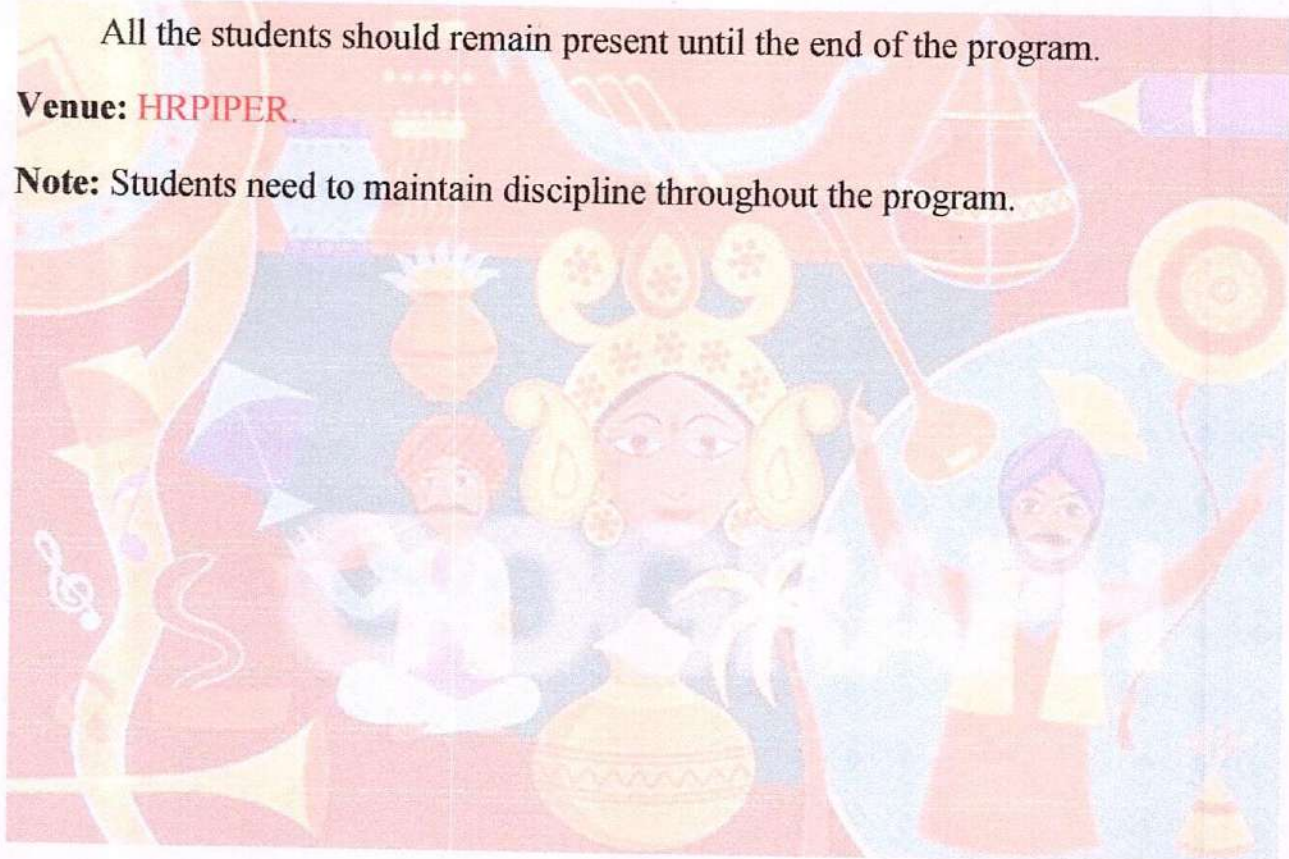 All the students should remain present until the end of the program.
Venue: HRPIPER.
Note: Students need to maintain discipline throughout the program.